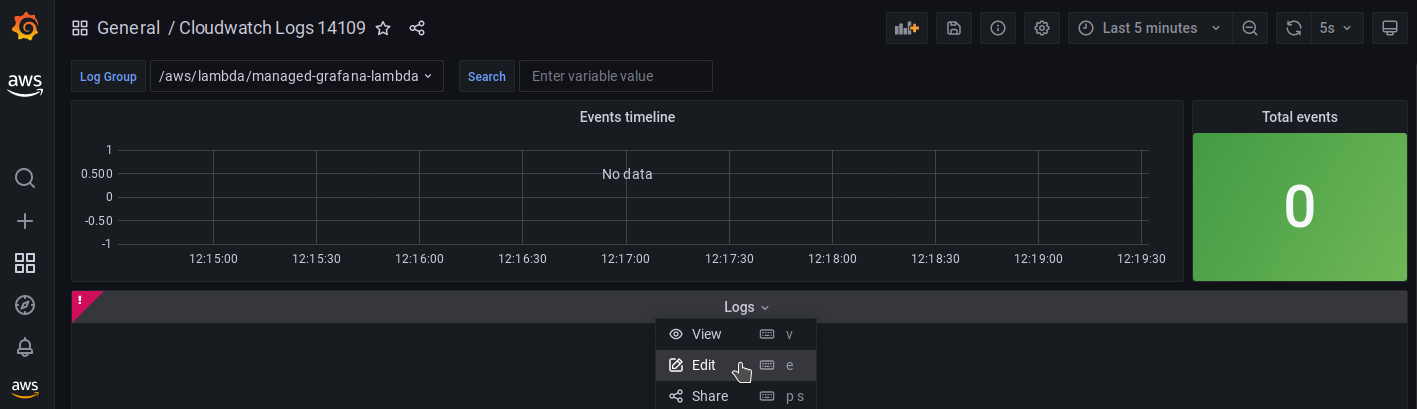 General / Cloudwatch Logs 14109
Last 5 minutes
5s
aws
Log Group /aws/lambda/managed-grafana-lambda
Search Enter variable value
Events timeline
1
0.500
0
-0.50
-1
No data
12:15:00 12:15:30 12:16:00 12:16:30 12:17:00 12:17:30 12:18:00 12:18:30 12:19:00 12:19:30
Total events
0
!
Logs
View v
Edit e
Share p s
aws